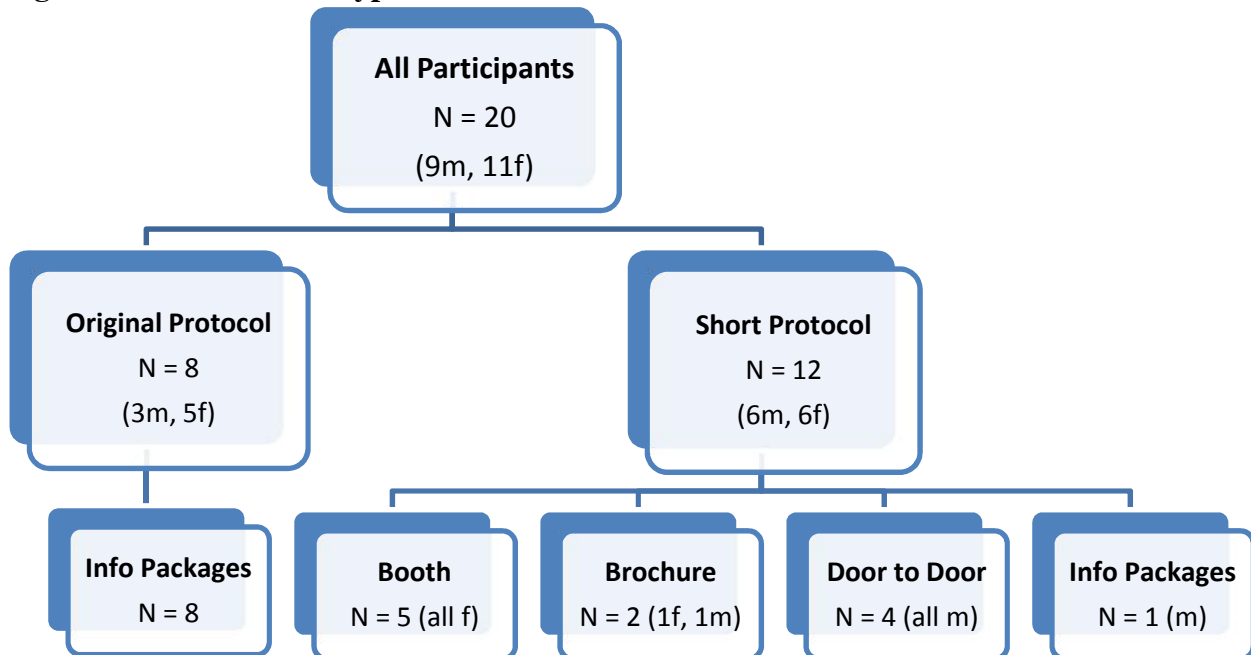 All Participants
N = 20
(9m, 11f)
Original Protocol
N = 8
(3m, 5f)
Short Protocol
N = 12
(6m, 6f)
Info Packages
N = 8
Booth
N = 5 (all f)
Brochure
N = 2 (1f, 1m)
Door to Door
N = 4 (all m)
Info Packages
N = 1 (m)